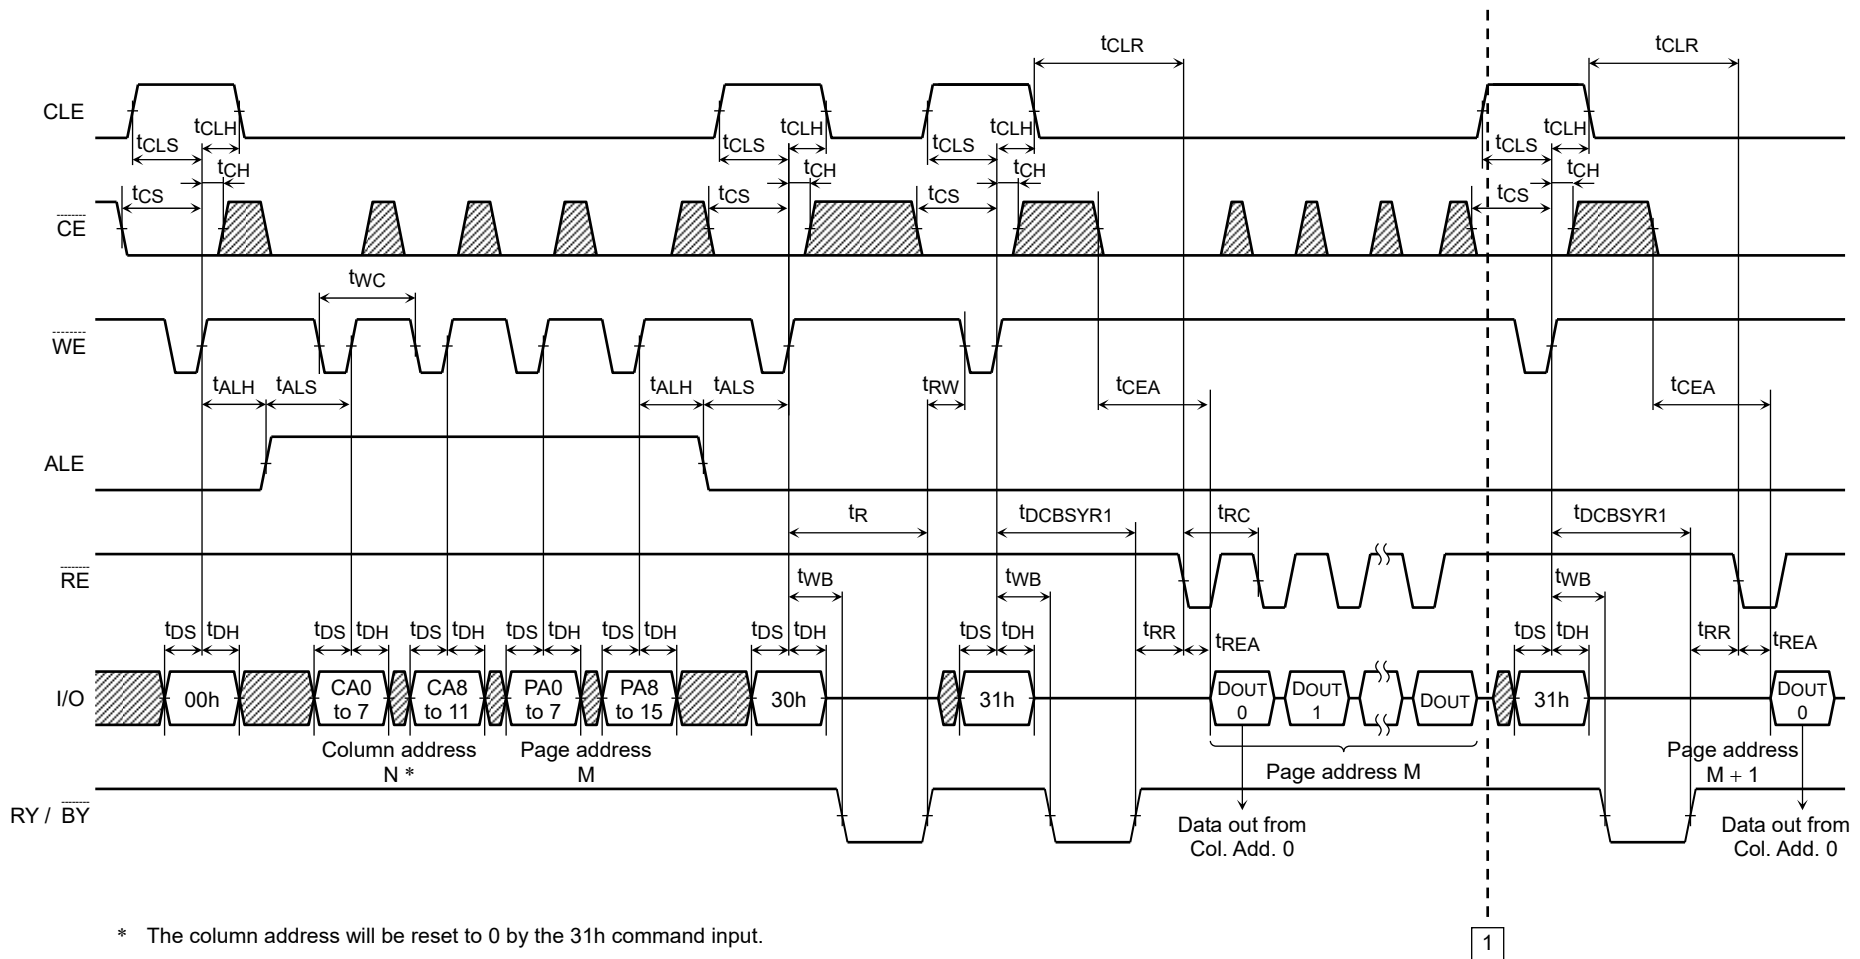 tCLR tCLR
CLE
tCLH tCLH tCLH tCLH
tCLS tCLS tCLS tCLS
tCH tCH tCH tCH
tCS tCS tCS tCS
CE
tWC
WE
tALH tALS tALH tALS tRW tCEA tCEA
ALE
tR tDCBSYR1 tRC tDCBSYR1
RE
tWB tWB tWB
tDS tDH tDS tDH tDS tDH tDS tDH tDS tDH tDS tDH tDS tDH tRR tREA tDS tDH tRR tREA
I/O 00h CA0 to 7 CA8 to 11 PA0 to 7 PA8 to 15 30h 31h DOUT 0 DOUT 1 DOUT 31h DOUT 0
Column address
N *
Page address
M
Page address M
Page address
M + 1
RY / BY
Data out from
Col. Add. 0
Data out from
Col. Add. 0
* The column address will be reset to 0 by the 31h command input.
1